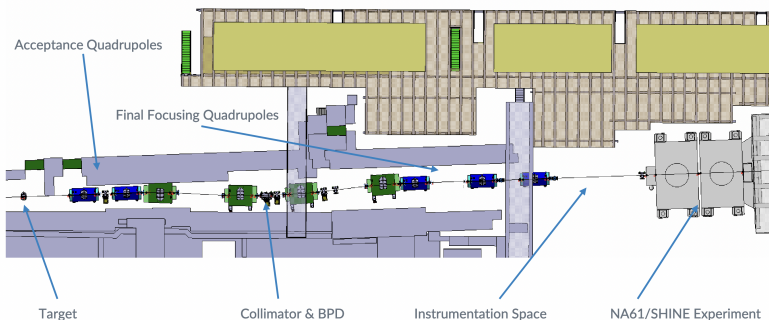 Acceptance Quadrupoles
Final Focusing Quadrupoles
Target
Collimator & BPD
Instrumentation Space
NA61/SHINE Experiment